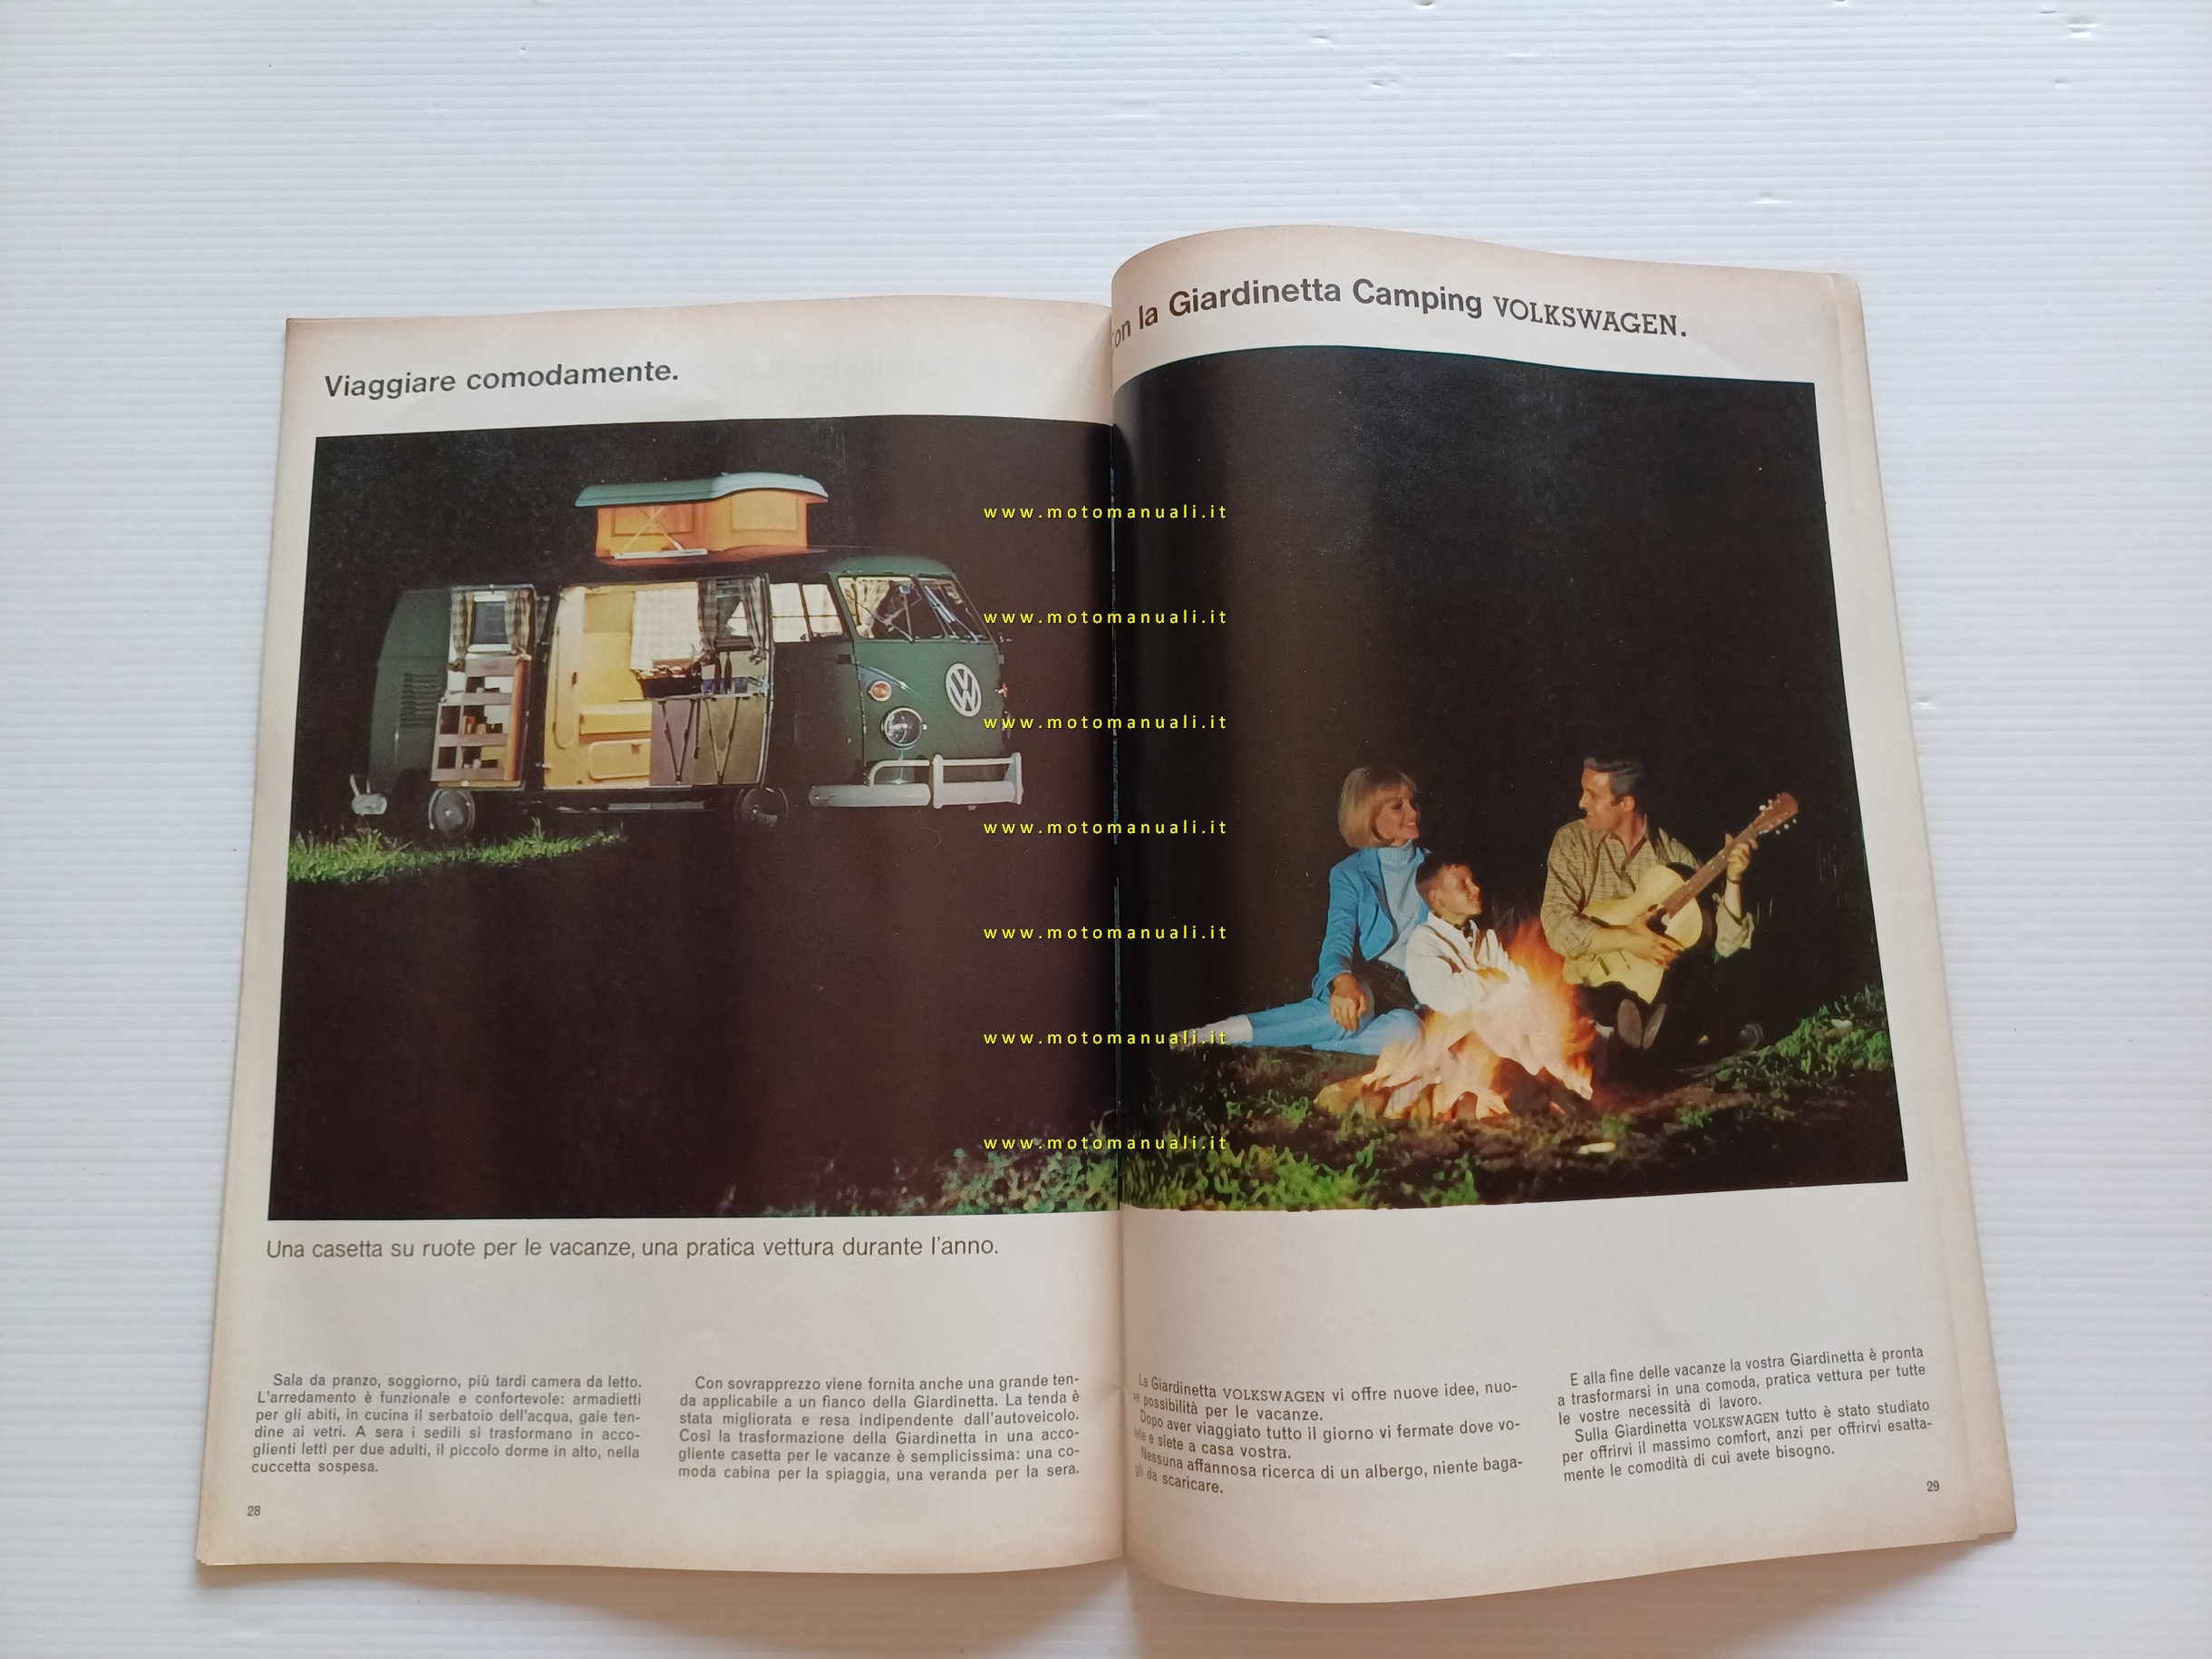 Viaggiare comodamente.
con la Giardinetta Camping VOLKSWAGEN.
www.motomanuali.it
www.motomanuali.it
www.motomanuali.it
www.motomanuali.it
www.motomanuali.it
www.motomanuali.it
www.motomanuali.it
Una casetta su ruote per le vacanze, una pratica vettura durante l'anno.
Sala da pranzo, soggiorno, più tardi camera da letto.
L'arredamento è funzionale e confortevole: armadietti
per gli abiti, in cucina il serbatoio dell'acqua, gaie ten-
dine ai vetri. A sera i sedili si trasformano in acco-
glienti letti per due adulti, il piccolo dorme in alto, nella
cuccetta sospesa.
28
Con sovrapprezzo viene fornita anche una grande ten-
da applicabile a un fianco della Giardinetta. La tenda è
stata migliorata e resa indipendente dall'autoveicolo.
Così la trasformazione della Giardinetta in una acco-
gliente casetta per le vacanze è semplicissima: una co-
moda cabina per la spiaggia, una veranda per la sera.
La Giardinetta VOLKSWAGEN vi offre nuove idee, nuo-
ve possibilità per le vacanze.
Dopo aver viaggiato tutto il giorno vi fermate dove vo-
lete e siete a casa vostra.
Nessuna affannosa ricerca di un albergo, niente baga-
gli da scaricare.
E alla fine delle vacanze la vostra Giardinetta è pronta
a trasformarsi in una comoda, pratica vettura per tutte
le vostre necessità di lavoro.
Sulla Giardinetta VOLKSWAGEN tutto è stato studiato
per offrirvi il massimo comfort, anzi per offrirvi esatta-
mente le comodità di cui avete bisogno.
29